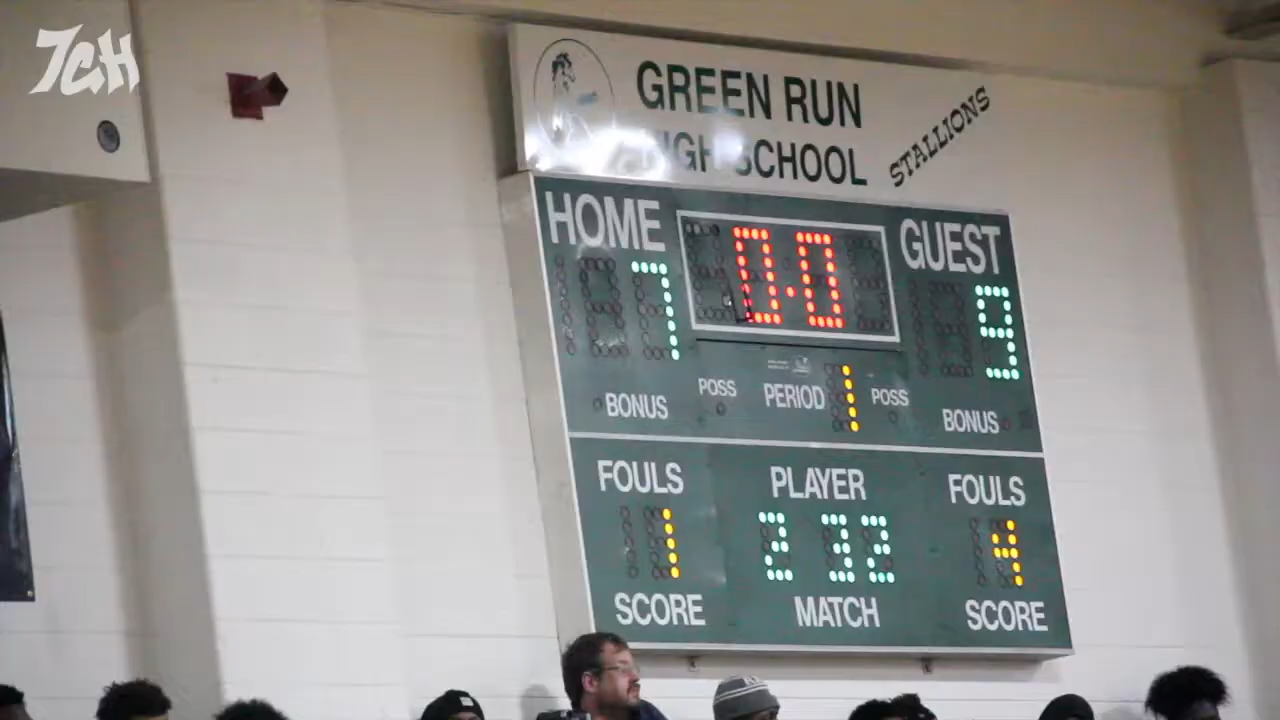 7CH
GREEN RUN
HIGH SCHOOL
STALLIONS
HOME
0:0
GUEST
7
9
POSS
PERIOD 1
POSS
BONUS
BONUS
FOULS
PLAYER
FOULS
1
2 32
4
SCORE
MATCH
SCORE